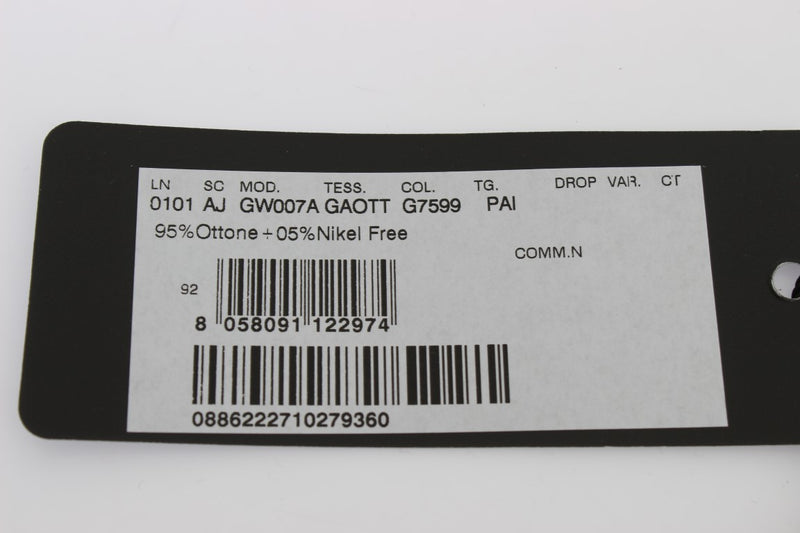 LN SC MOD. TESS. COL. TG. DROP VAR. CT
0101 AJ GW007A GAOTT G7599 PAI
95%Ottone+05%Nikel Free
COMM.N
92
8 058091 122974
0886222710279360